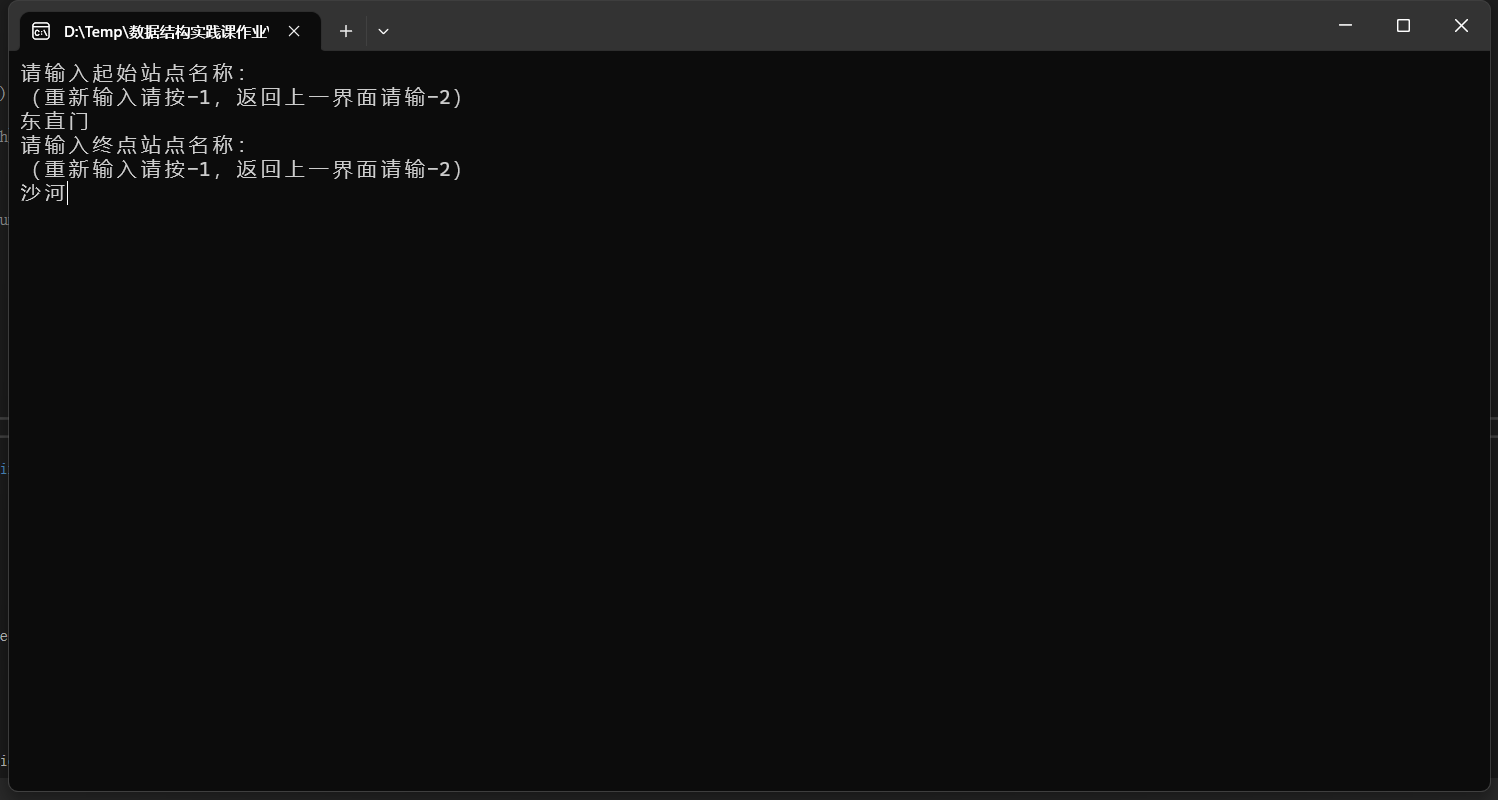 D:\Temp\数据结构实践课作业\
请输入起始站点名称：
（重新输入请按-1，返回上一界面请输-2）
东直门
请输入终点站点名称：
（重新输入请按-1，返回上一界面请输-2）
沙河